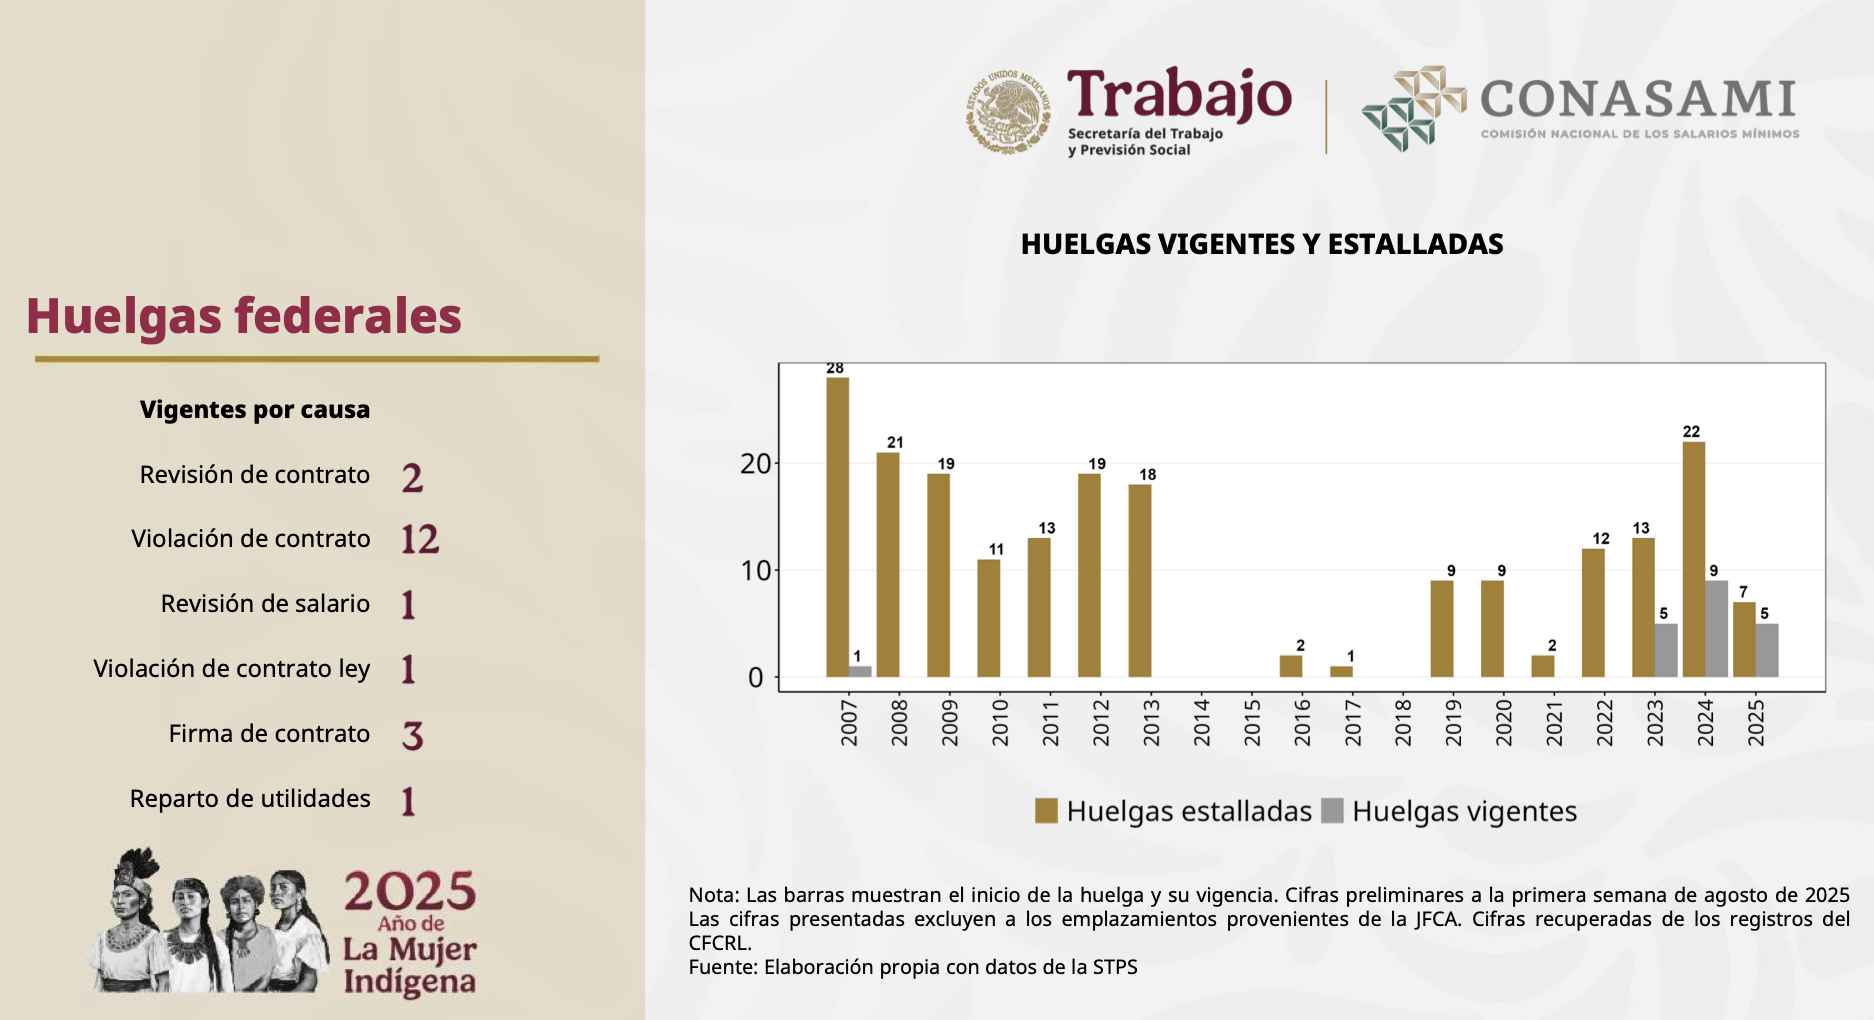 Huelgas federales
Vigentes por causa
Revisión de contrato 2
Violación de contrato 12
Revisión de salario 1
Violación de contrato ley 1
Firma de contrato 3
Reparto de utilidades 1
2025
Año de
La Mujer
Indígena
ESTADOS UNIDOS MEXICANOS
Trabajo
Secretaría del Trabajo
y Previsión Social
CONASAMI
COMISIÓN NACIONAL DE LOS SALARIOS MÍNIMOS
HUELGAS VIGENTES Y ESTALLADAS
20
10
0
28
1
21
19
11
13
19
18
2
1
9
9
2
12
13
5
22
9
7
5
2007 2008 2009 2010 2011 2012 2013 2014 2015 2016 2017 2018 2019 2020 2021 2022 2023 2024 2025
Huelgas estalladas Huelgas vigentes
Nota: Las barras muestran el inicio de la huelga y su vigencia. Cifras preliminares a la primera semana de agosto de 2025
Las cifras presentadas excluyen a los emplazamientos provenientes de la JFCA. Cifras recuperadas de los registros del
CFCRL.
Fuente: Elaboración propia con datos de la STPS